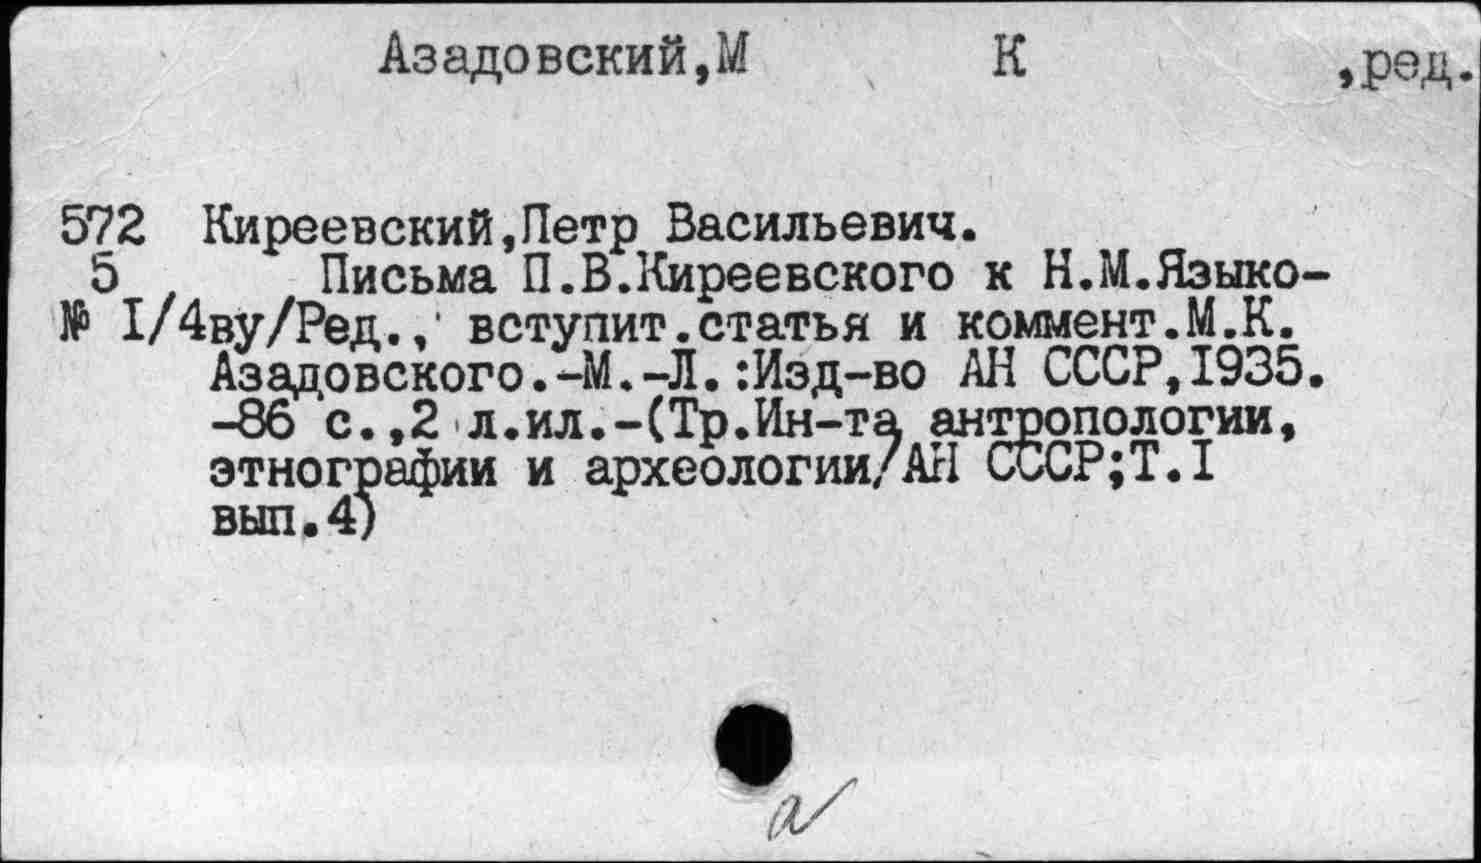 Азадовский,М К ,ред.
572 Киреевский,Петр Васильевич.
5 Письма П.В.Киреевского к Н.М.Языко-
№ I/4ву/Ред., вступит.статья и коммент.М.К.
Азадовского.-М.-Л.:Изд-во АН СССР,1935.
-86 с.,2 л.ил.-(Тр.Ин-та антропологии,
этнографии и археологии/АН СССР;Т.I
вып.4)